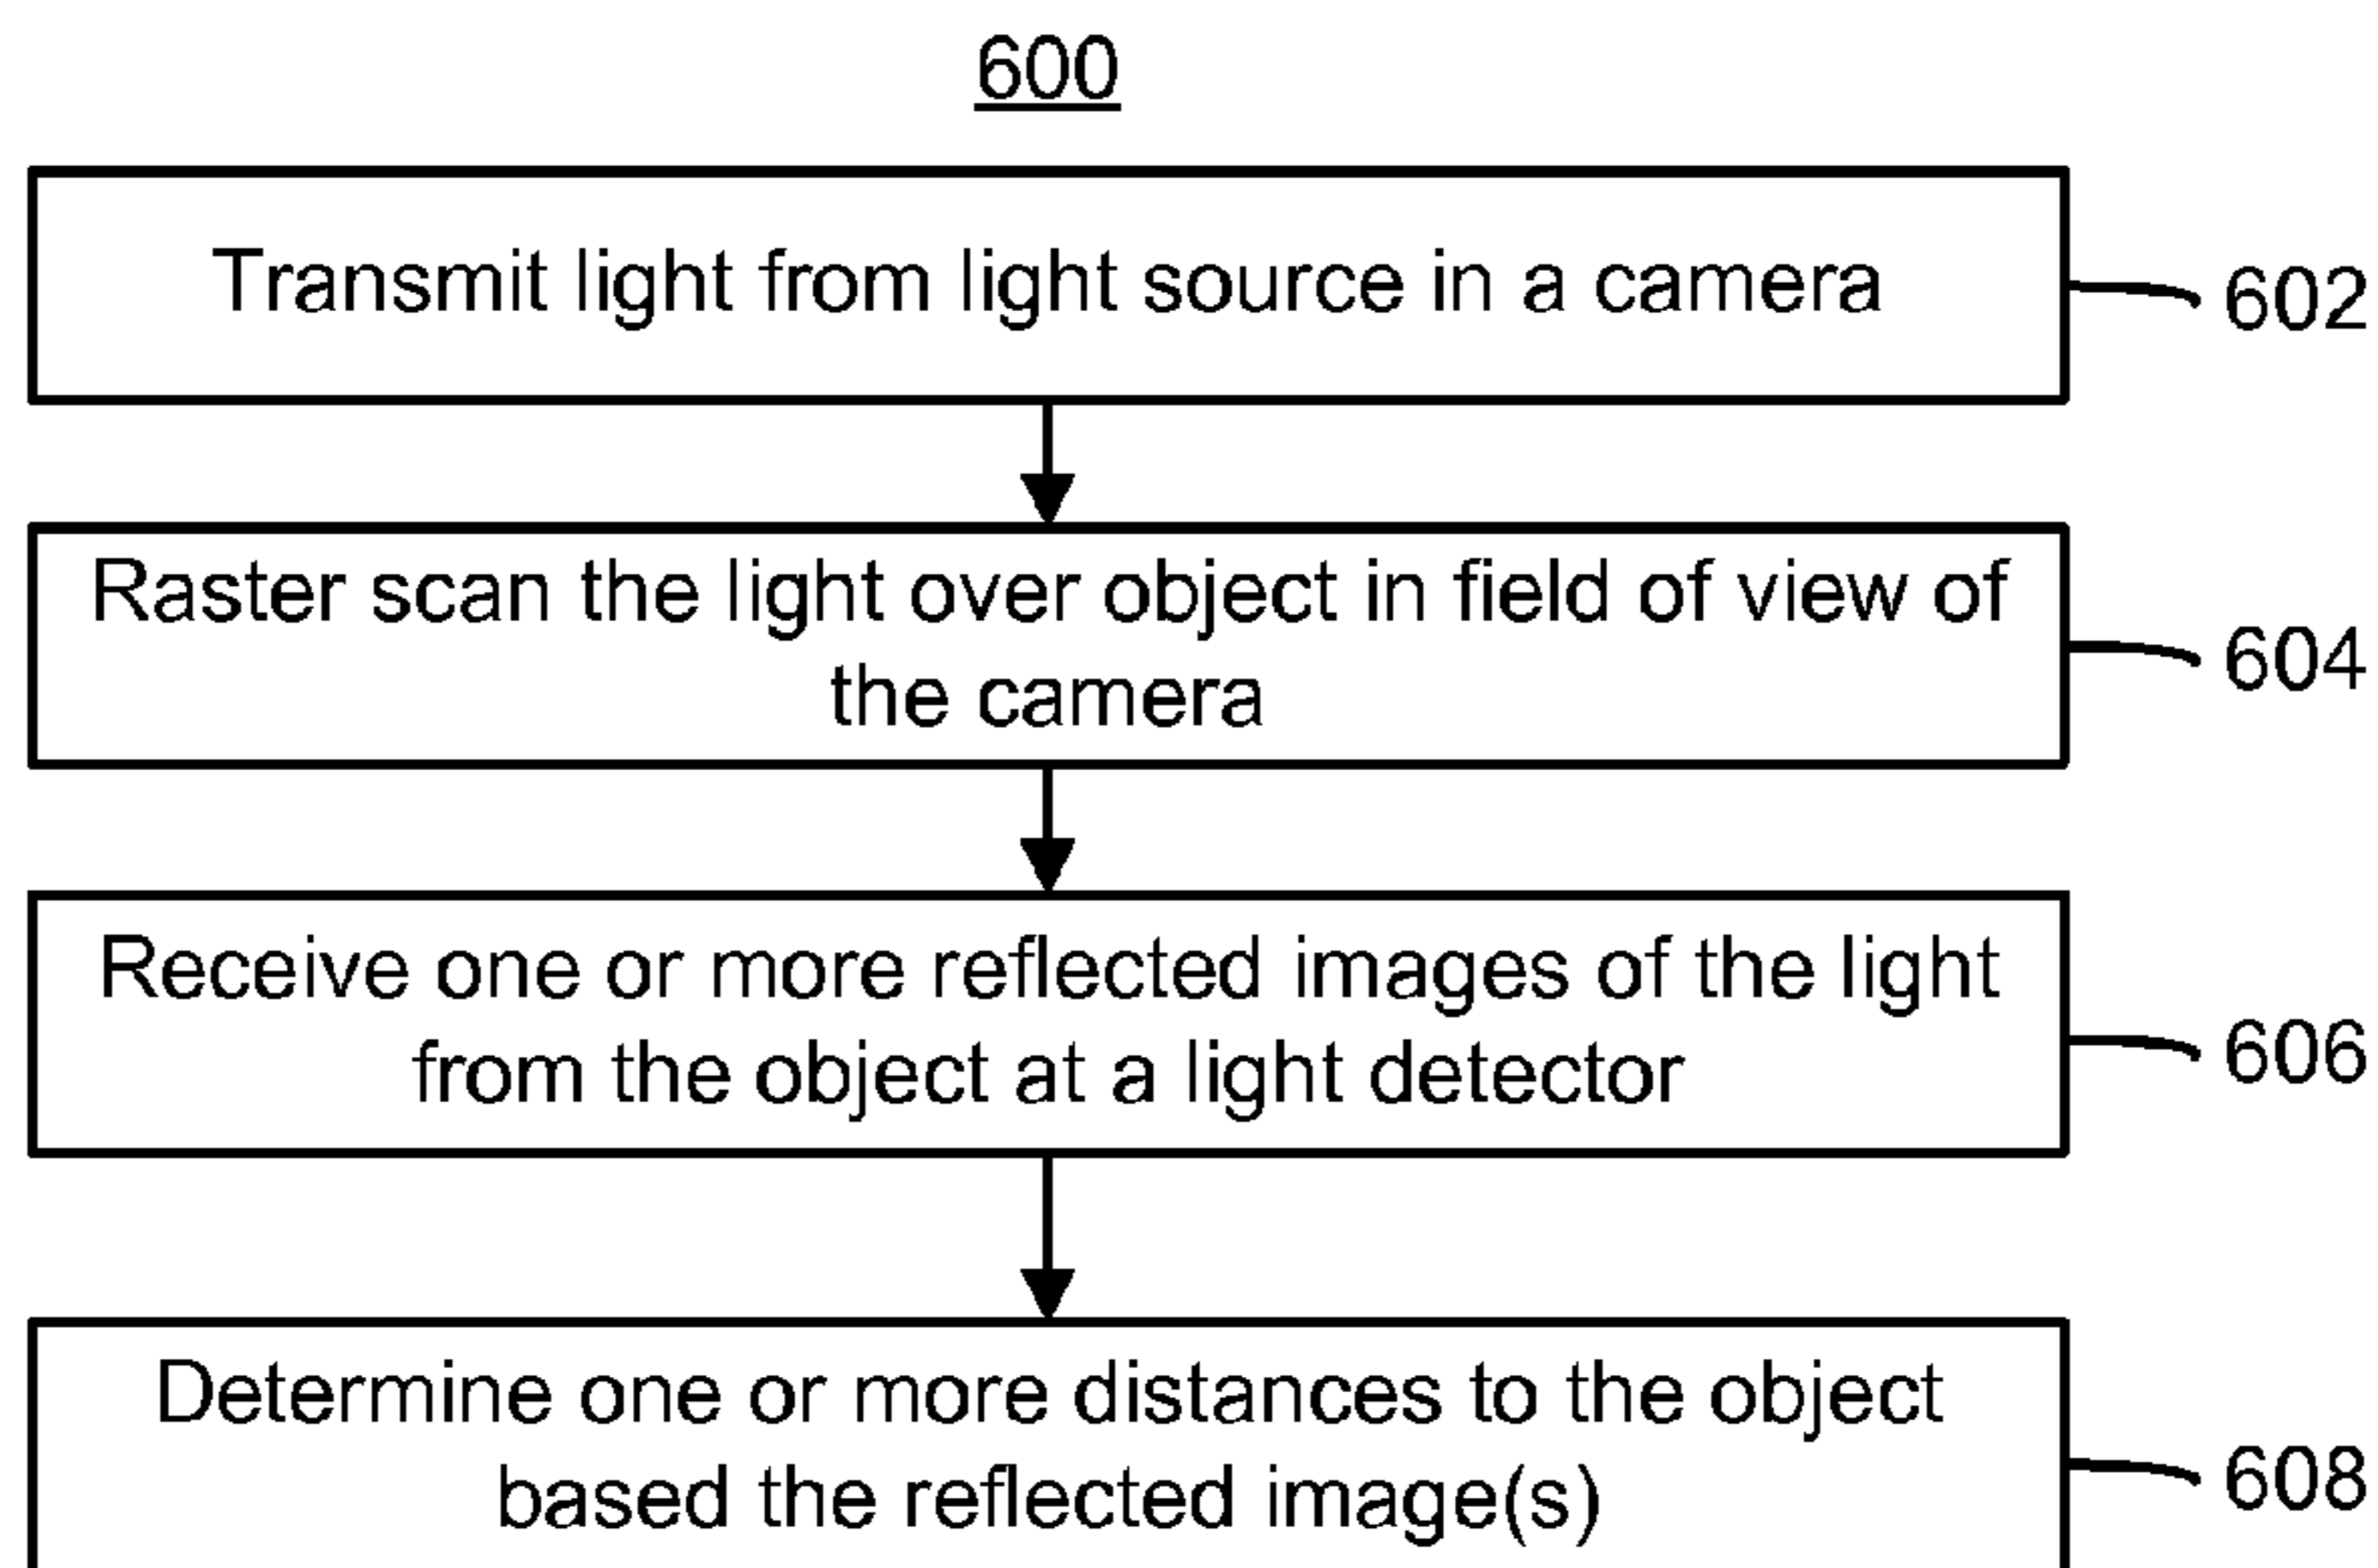 600
Transmit light from light source in a camera
602
Raster scan the light over object in field of view of
the camera
604
Receive one or more reflected images of the light
from the object at a light detector
606
Determine one or more distances to the object
based the reflected image(s)
608